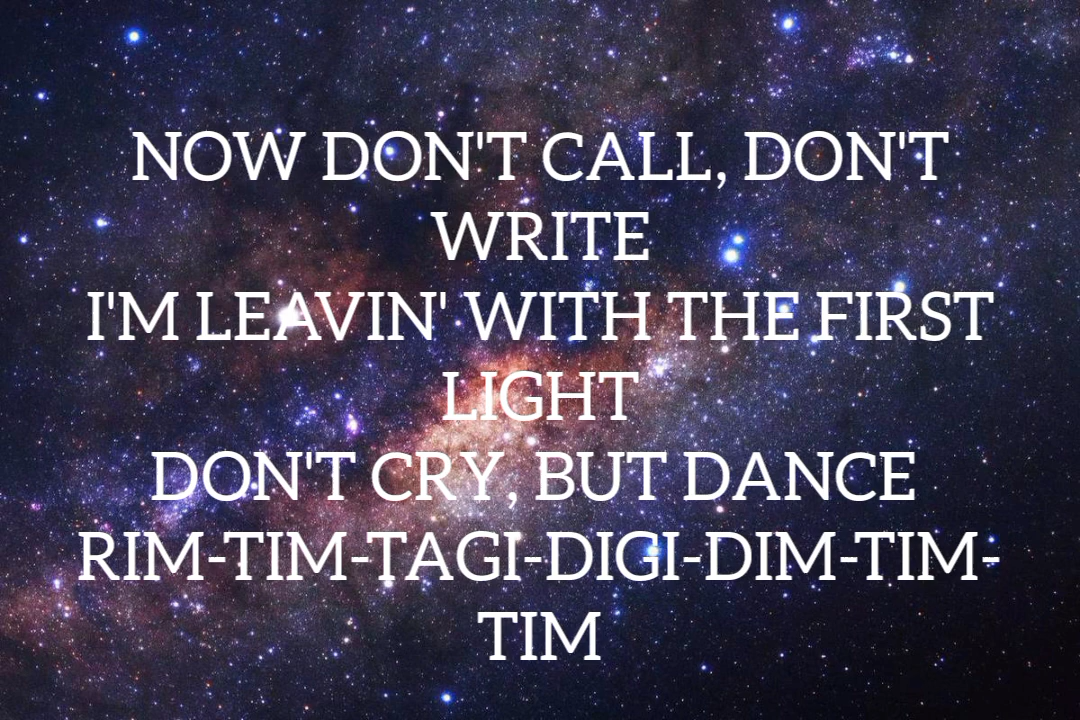 NOW DON'T CALL, DON'T
WRITE
I'M LEAVIN' WITH THE FIRST
LIGHT
DON'T CRY, BUT DANCE
RIM-TIM-TAGI-DIGI-DIM-TIM-
TIM